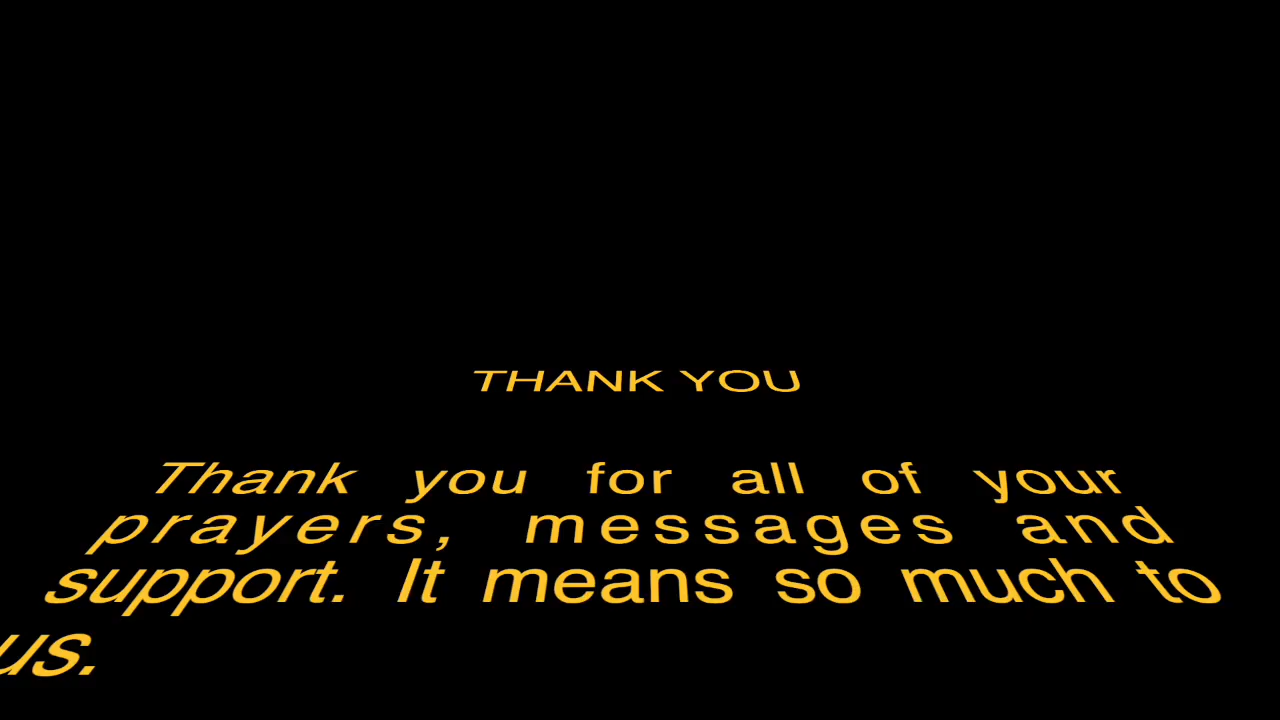 THANK YOU
Thank you for all of your
prayers, messages and
support. It means so much to
us.